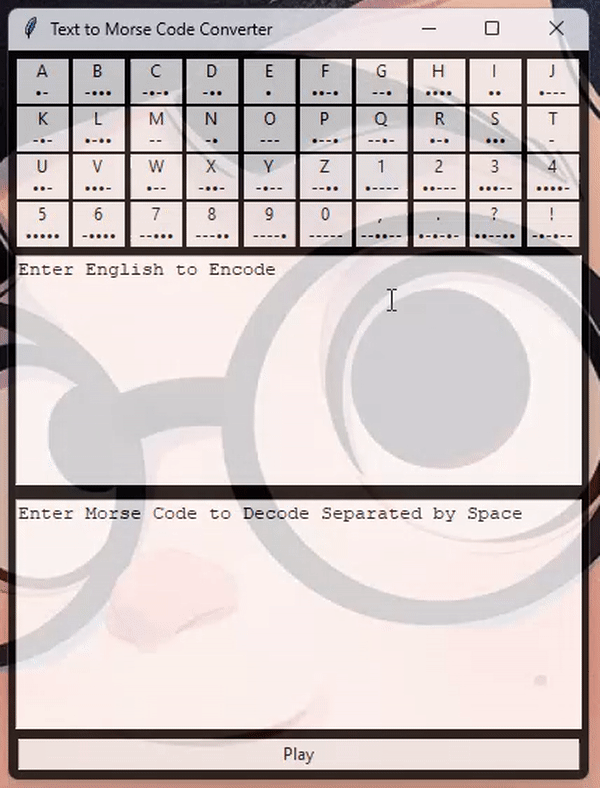 Text to Morse Code Converter
A B C D E F G H I J
•- -••• -•-• -•• • ••-• --• •••• •• •---
K L M N O P Q R S T
-•- •-•• -- -• --- •--• --•- •-• ••• -
U V W X Y Z 1 2 3 4
••- •••- •-- -••- -•-- --•• •---- ••--- •••-- ••••-
5 6 7 8 9 0 , . ? !
••••• -•••• --••• ---•• ----• ----- --••-- •-•-•- ••--•• -•-•--
Enter English to Encode
Enter Morse Code to Decode Separated by Space
Play